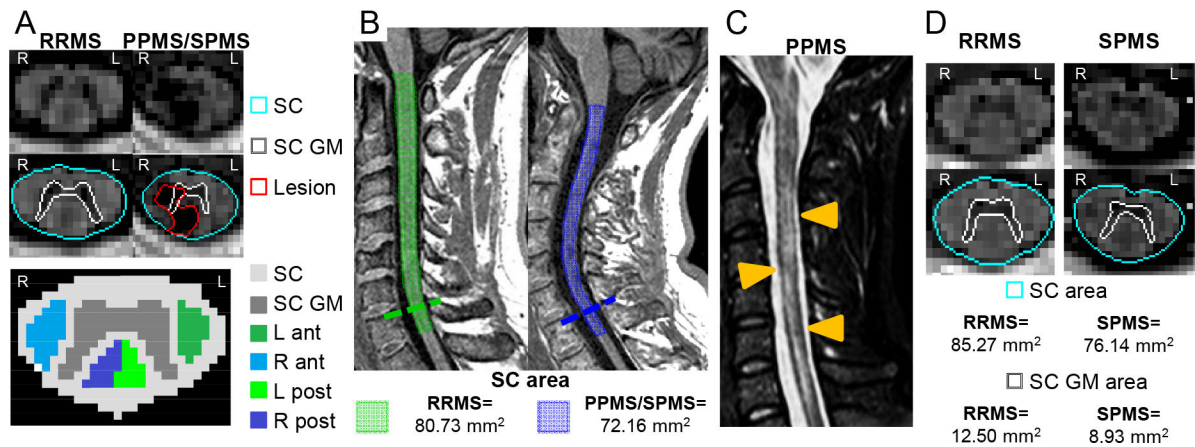 A
RRMS
PPMS/SPMS
R
L
R
L
R
L
R
L
SC
SC GM
Lesion
R
L
SC
SC GM
L ant
R ant
L post
R post
B
SC area
RRMS=
80.73 mm²
PPMS/SPMS=
72.16 mm²
C
PPMS
D
RRMS
SPMS
R
L
R
L
R
L
R
L
SC area
RRMS=
85.27 mm²
SPMS=
76.14 mm²
SC GM area
RRMS=
12.50 mm²
SPMS=
8.93 mm²